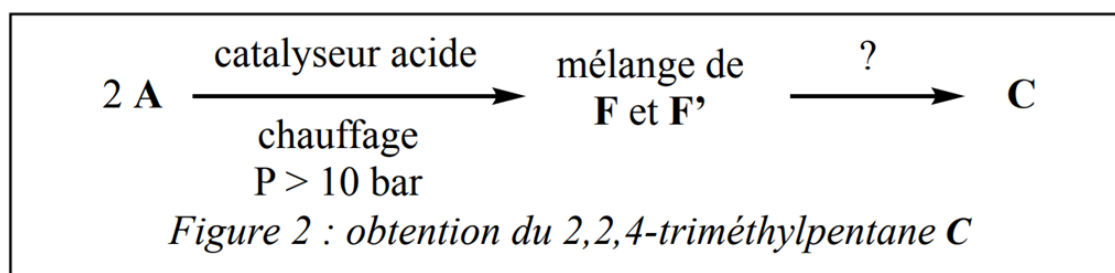 catalyseur acide
2 A
chauffage
P > 10 bar
mélange de
F et F’
?
C
Figure 2 : obtention du 2,2,4-triméthylpentane C